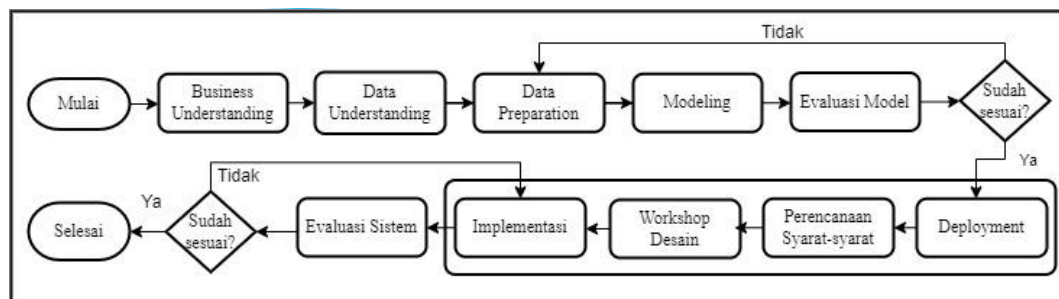 Tidak
Mulai
Business
Understanding
Data
Understanding
Data
Preparation
Modeling
Evaluasi Model
Sudah
sesuai?
Ya
Tidak
Ya
Selesai
Sudah
sesuai?
Evaluasi Sistem
Implementasi
Workshop
Desain
Perencanaan
Syarat-syarat
Deployment